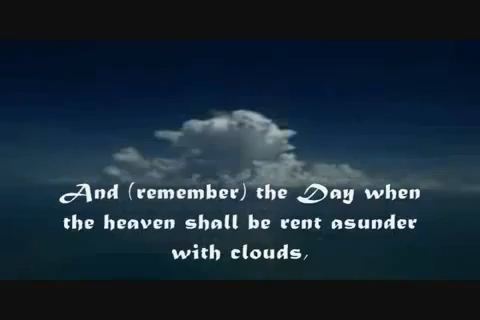 And (remember) the Day when
the heaven shall be rent asunder
with clouds,